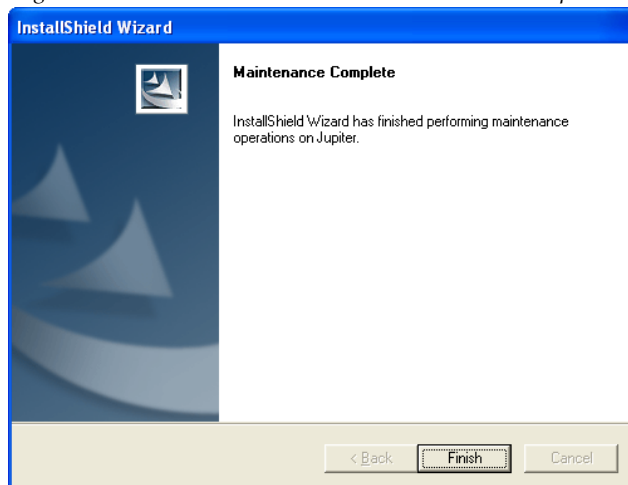 InstallShield Wizard
Maintenance Complete
InstallShield Wizard has finished performing maintenance
operations on Jupiter.
< Back
Finish
Cancel